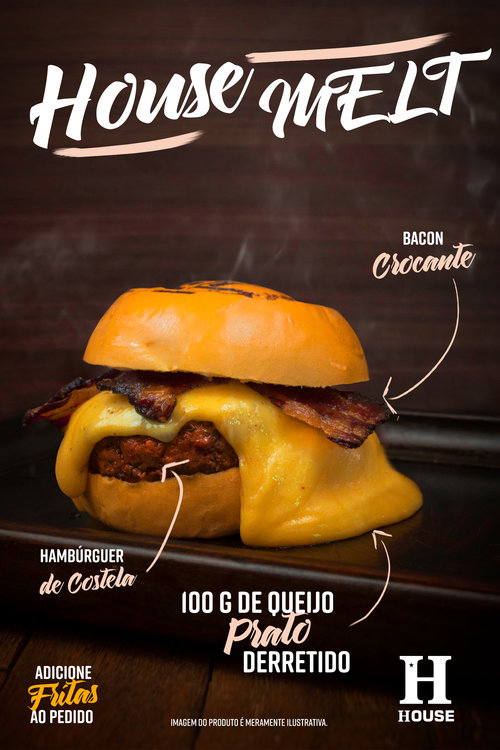 House MELT
BACON
Crocante
HAMBÚRGUER
de Costela
100 G DE QUEIJO
Prato
DERRETIDO
ADICIONE
Fritas
AO PEDIDO
H
HOUSE
IMAGEM DO PRODUTO É MERAMENTE ILUSTRATIVA.